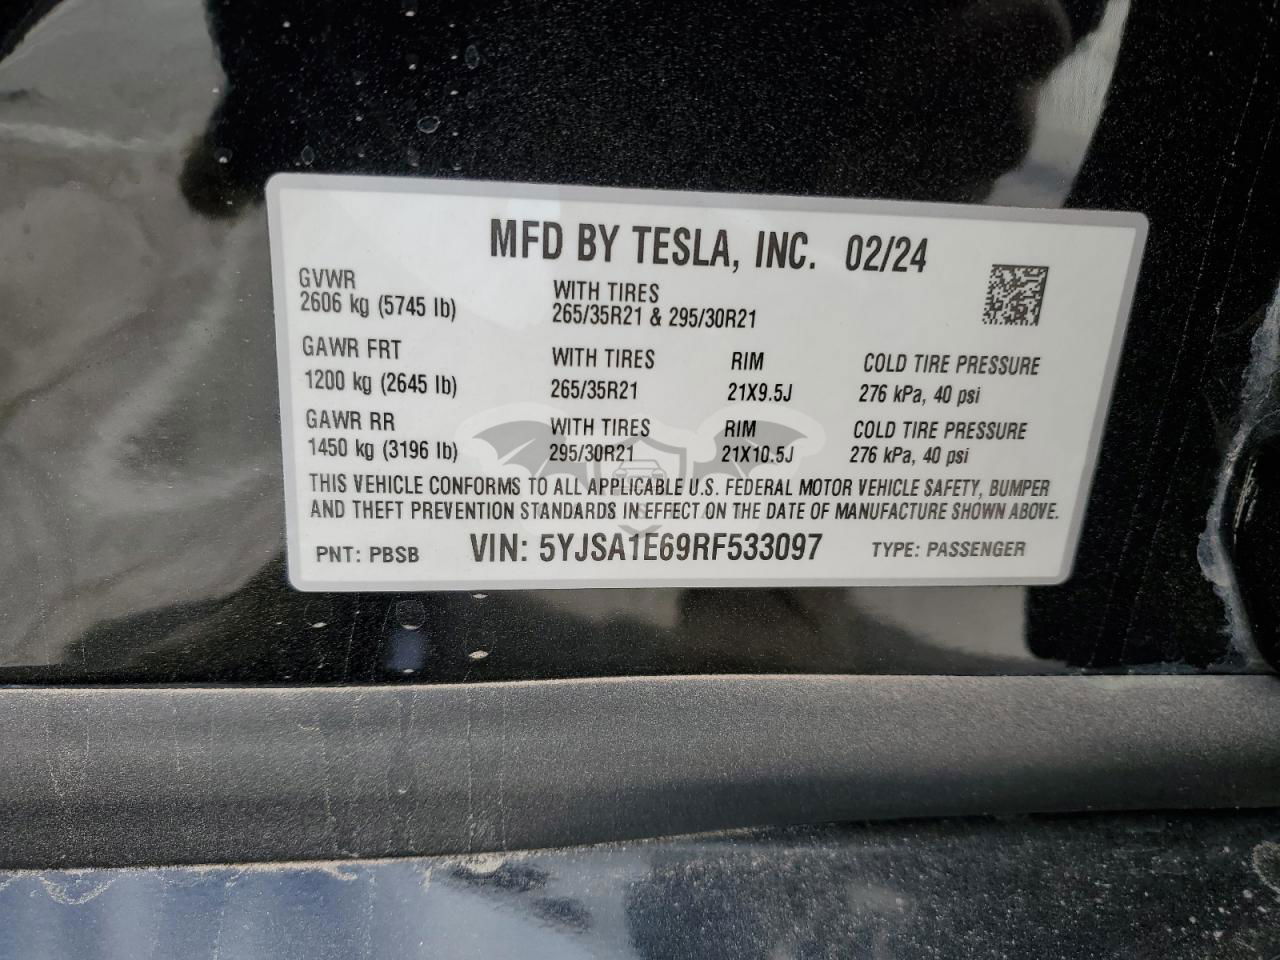 MFD BY TESLA, INC. 02/24
GVWR
2606 kg (5745 lb)
WITH TIRES
265/35R21 & 295/30R21
GAWR FRT
1200 kg (2645 lb)
WITH TIRES
265/35R21
RIM
21X9.5J
COLD TIRE PRESSURE
276 kPa, 40 psi
GAWR RR
1450 kg (3196 lb)
WITH TIRES
295/30R21
RIM
21X10.5J
COLD TIRE PRESSURE
276 kPa, 40 psi
THIS VEHICLE CONFORMS TO ALL APPLICABLE U.S. FEDERAL MOTOR VEHICLE SAFETY, BUMPER
AND THEFT PREVENTION STANDARDS IN EFFECT ON THE DATE OF MANUFACTURE SHOWN ABOVE.
PNT: PBSB VIN: 5YJSA1E69RF533097 TYPE: PASSENGER